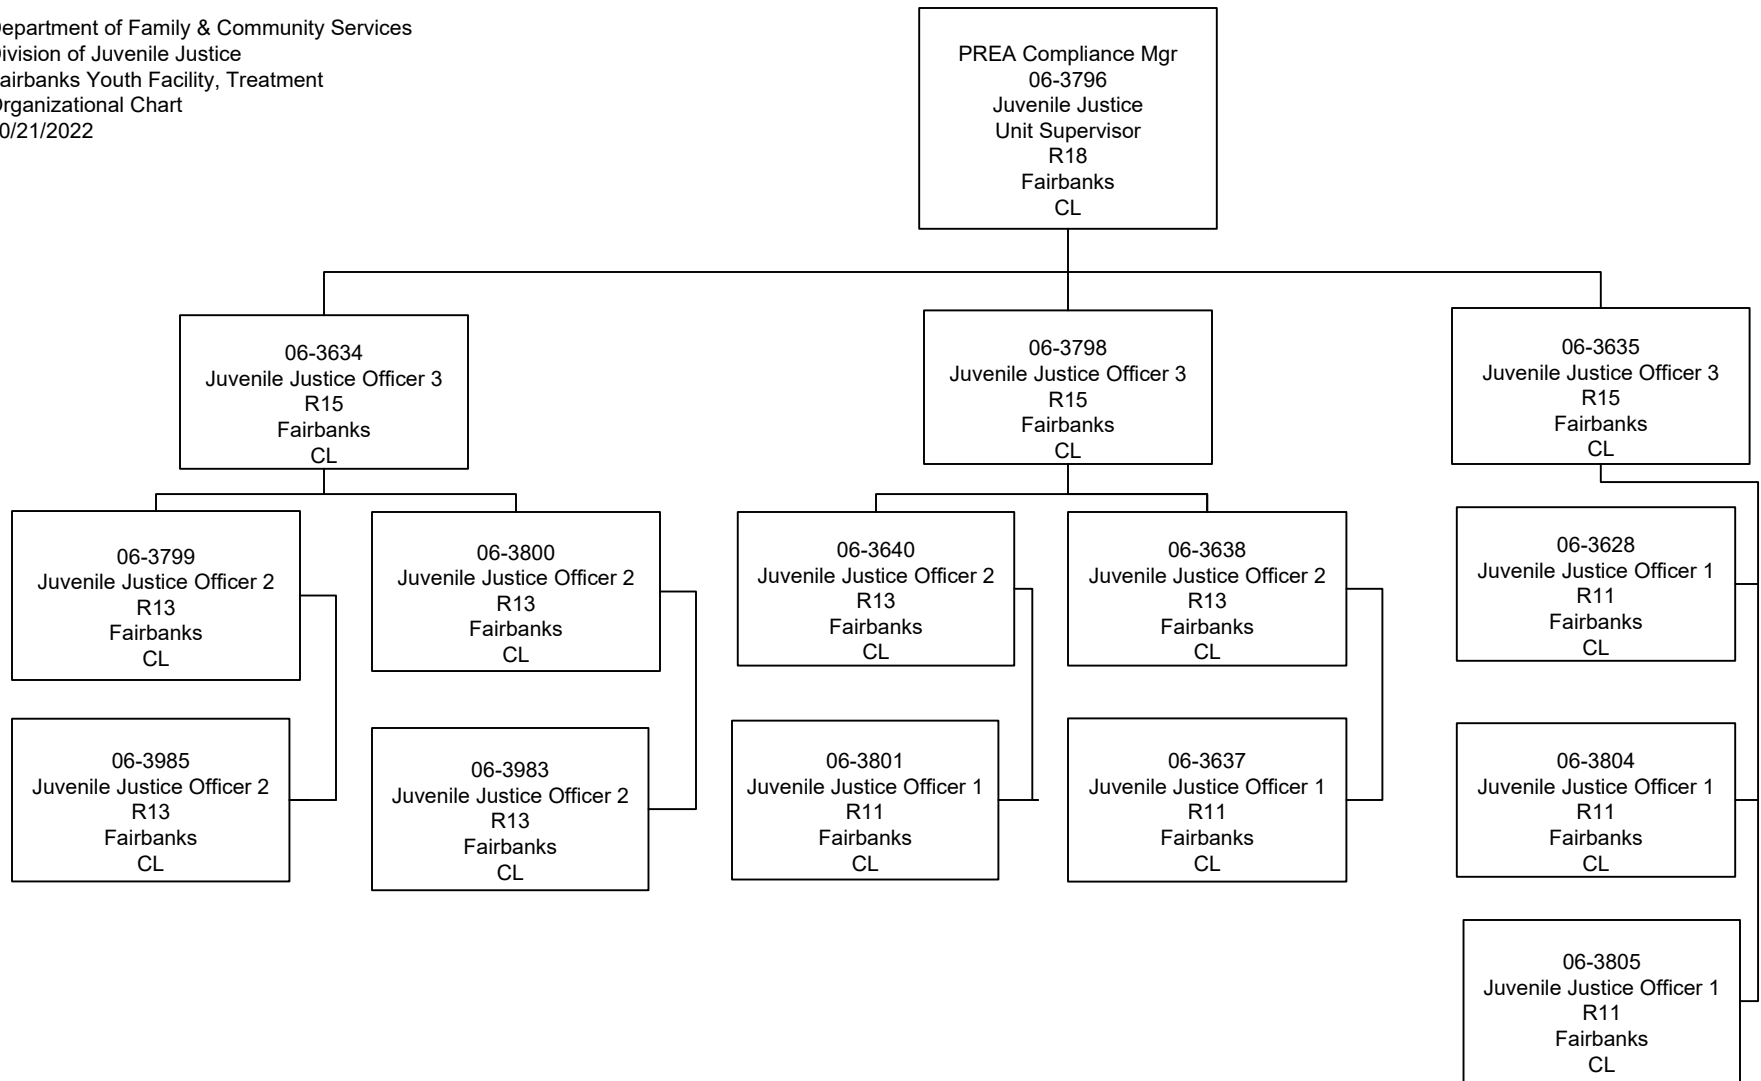 epartment of Family & Community Services
ivision of Juvenile Justice
airbanks Youth Facility, Treatment
rganizational Chart
0/21/2022
PREA Compliance Mgr
06-3796
Juvenile Justice
Unit Supervisor
R18
Fairbanks
CL
06-3634
Juvenile Justice Officer 3
R15
Fairbanks
CL
06-3798
Juvenile Justice Officer 3
R15
Fairbanks
CL
06-3635
Juvenile Justice Officer 3
R15
Fairbanks
CL
06-3799
Juvenile Justice Officer 2
R13
Fairbanks
CL
06-3800
Juvenile Justice Officer 2
R13
Fairbanks
CL
06-3640
Juvenile Justice Officer 2
R13
Fairbanks
CL
06-3638
Juvenile Justice Officer 2
R13
Fairbanks
CL
06-3628
Juvenile Justice Officer 1
R11
Fairbanks
CL
06-3985
Juvenile Justice Officer 2
R13
Fairbanks
CL
06-3983
Juvenile Justice Officer 2
R13
Fairbanks
CL
06-3801
Juvenile Justice Officer 1
R11
Fairbanks
CL
06-3637
Juvenile Justice Officer 1
R11
Fairbanks
CL
06-3804
Juvenile Justice Officer 1
R11
Fairbanks
CL
06-3805
Juvenile Justice Officer 1
R11
Fairbanks
CL